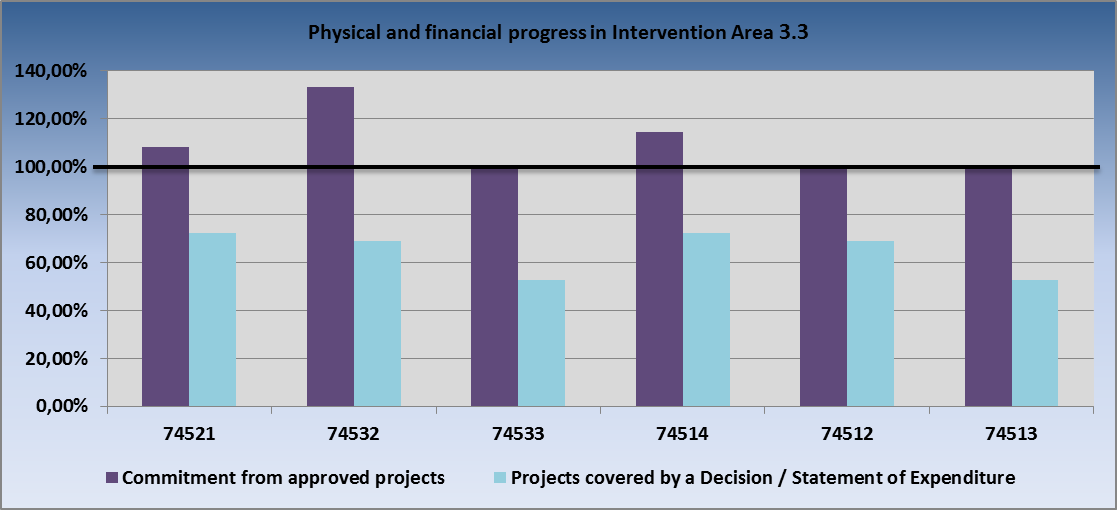 Physical and financial progress in Intervention Area 3.3
140,00%
120,00%
100,00%
80,00%
60,00%
40,00%
20,00%
0,00%
74521 74532 74533 74514 74512 74513
Commitment from approved projects Projects covered by a Decision / Statement of Expenditure